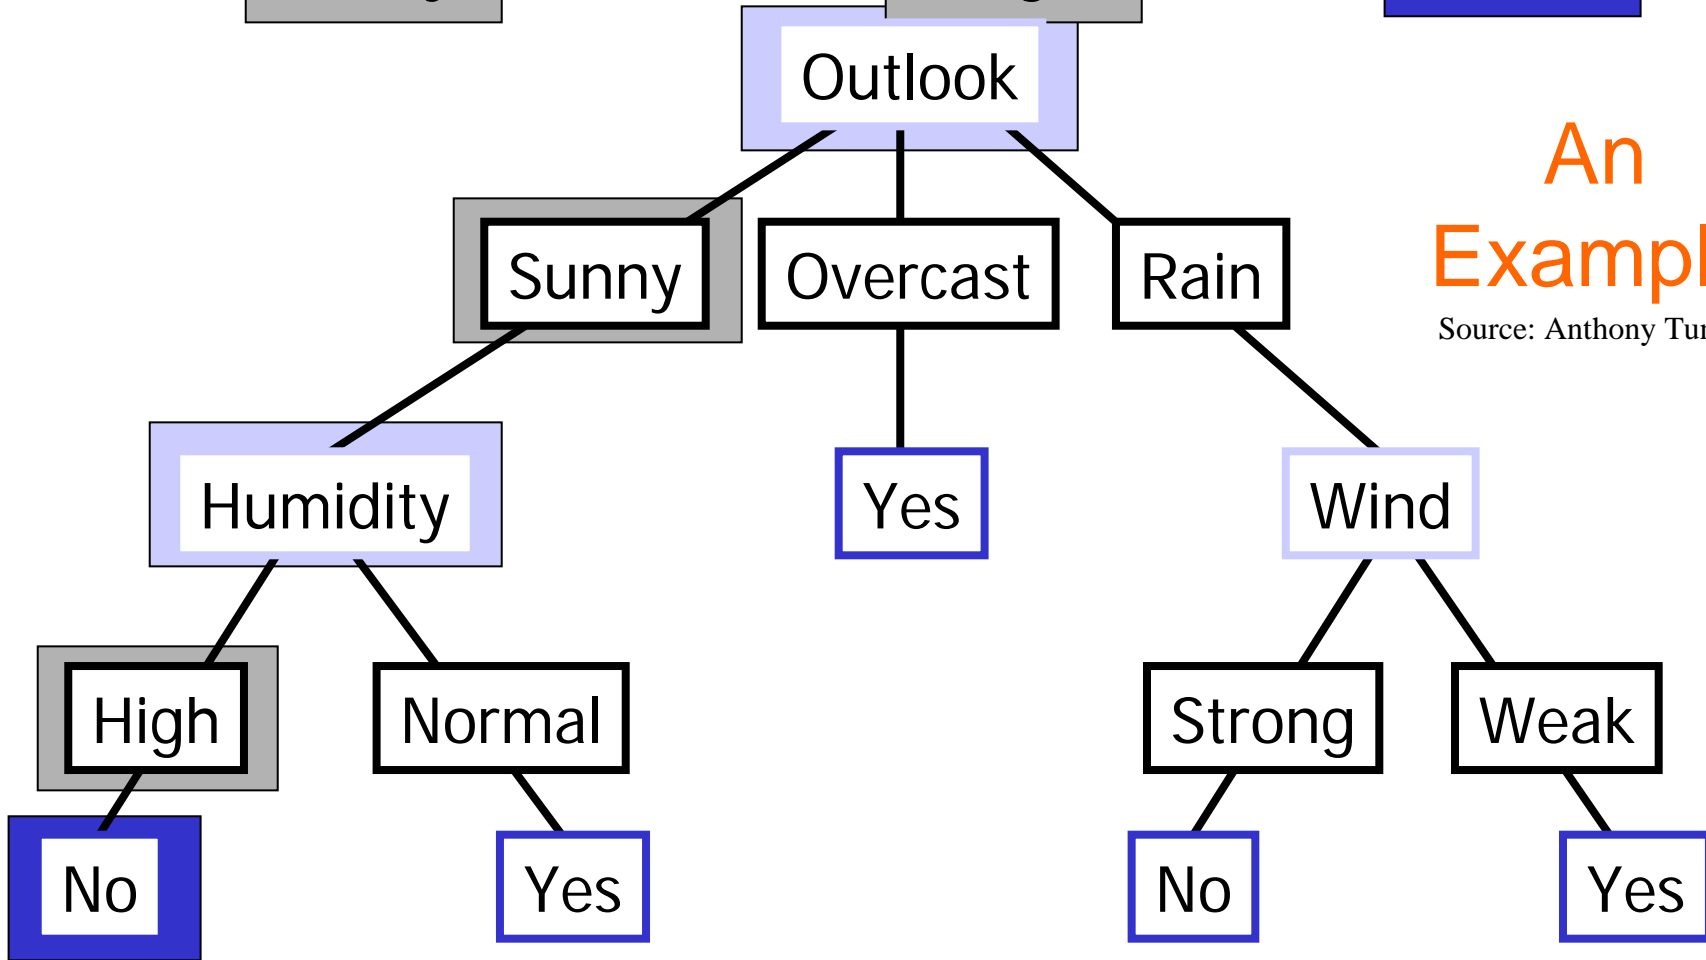 Outlook
An
Sunny Overcast Rain
Source: Anthony
Humidity Yes Wind
High Normal Strong Weak
No Yes No Yes